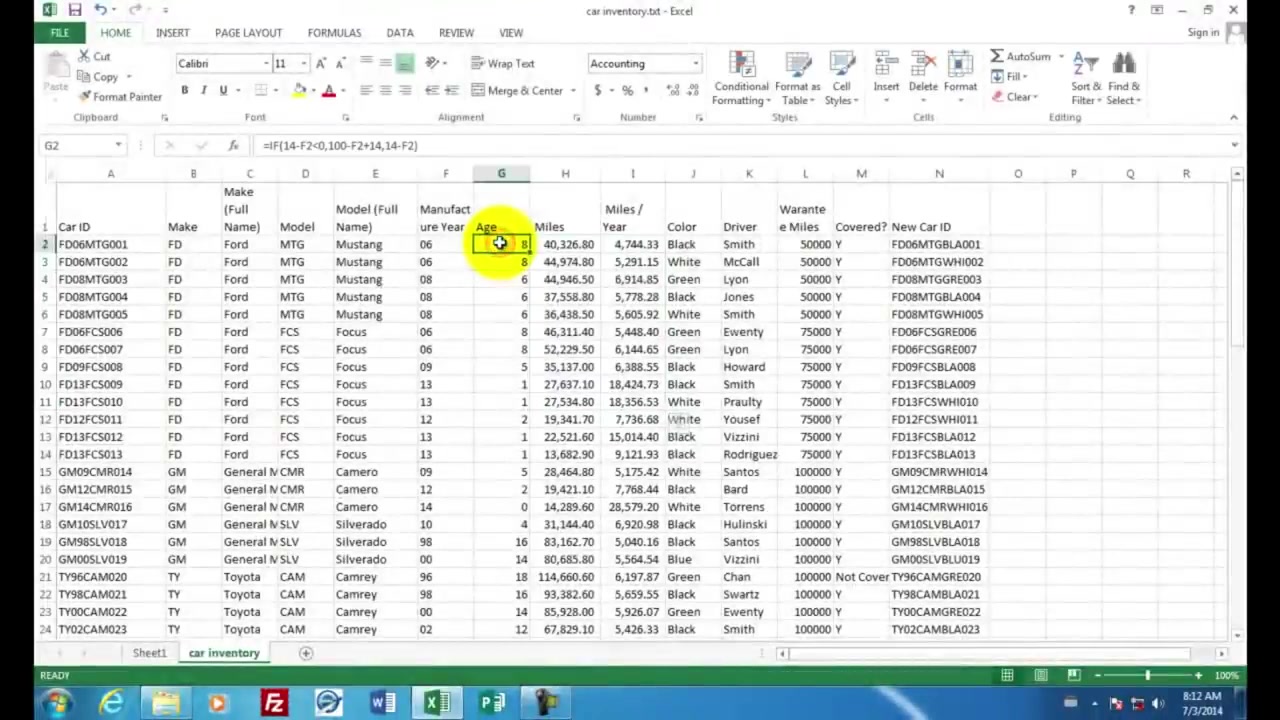 car inventory.txt - Excel
FILE HOME INSERT PAGE LAYOUT FORMULAS DATA REVIEW VIEW Sign in
Cut Calibri 11 Wrap Text Accounting AutoSum
Copy Fill
Paste Format Painter Merge & Center Conditional Formatting Format as Table Cell Styles Insert Delete Format Clear Sort & Filter Find & Select
Clipboard Font Alignment Number Styles Cells Editing
G2 =IF(14-F2<0,100-F2+14,14-F2)
A B C D E F G H I J K L M N O P Q R
Make
(Full Model (Full Manufact Miles / Warante
1 Car ID Make Name) Model Name) ure Year Age Miles Year Color Driver e Miles Covered? New Car ID
2 FD06MTG001 FD Ford MTG Mustang 06 8 40,326.80 4,744.33 Black Smith 50000 Y FD06MTGBLA001
3 FD06MTG002 FD Ford MTG Mustang 06 8 44,974.80 5,291.15 White McCall 50000 Y FD06MTGWHI002
4 FD08MTG003 FD Ford MTG Mustang 08 6 44,946.50 6,914.85 Green Lyon 50000 Y FD08MTGGRE003
5 FD08MTG004 FD Ford MTG Mustang 08 6 37,558.80 5,778.28 Black Jones 50000 Y FD08MTGBLA004
6 FD08MTG005 FD Ford MTG Mustang 08 6 36,438.50 5,605.92 White Smith 50000 Y FD08MTGWHI005
7 FD06FCS006 FD Ford FCS Focus 06 8 46,311.40 5,448.40 Green Ewenty 75000 Y FD06FCSGRE006
8 FD06FCS007 FD Ford FCS Focus 06 8 52,229.50 6,144.65 Green Lyon 75000 Y FD06FCSGRE007
9 FD09FCS008 FD Ford FCS Focus 09 5 35,137.00 6,388.55 Black Howard 75000 Y FD09FCSBLA008
10 FD13FCS009 FD Ford FCS Focus 13 1 27,637.10 18,424.73 Black Smith 75000 Y FD13FCSBLA009
11 FD13FCS010 FD Ford FCS Focus 13 1 27,534.80 18,356.53 White Praulty 75000 Y FD13FCSWHI010
12 FD12FCS011 FD Ford FCS Focus 12 2 19,341.70 7,736.68 White Yousef 75000 Y FD12FCSWHI011
13 FD13FCS012 FD Ford FCS Focus 13 1 22,521.60 15,014.40 Black Vizzini 75000 Y FD13FCSBLA012
14 FD13FCS013 FD Ford FCS Focus 13 1 13,682.90 9,121.93 Black Rodriguez 75000 Y FD13FCSBLA013
15 GM09CMR014 GM General M CMR Camero 09 5 28,464.80 5,175.42 White Santos 100000 Y GM09CMRWHI014
16 GM12CMR015 GM General M CMR Camero 12 2 19,421.10 7,768.44 Black Bard 100000 Y GM12CMRBLA015
17 GM14CMR016 GM General M CMR Camero 14 0 14,289.60 28,579.20 White Torrens 100000 Y GM14CMRWHI016
18 GM10SLV017 GM General M SLV Silverado 10 4 31,144.40 6,920.98 Black Hulinski 100000 Y GM10SLVBLA017
19 GM98SLV018 GM General M SLV Silverado 98 16 83,162.70 5,040.16 Black Santos 100000 Y GM98SLVBLA018
20 GM00SLV019 GM General M SLV Silverado 00 14 80,685.80 5,564.54 Blue Vizzini 100000 Y GM00SLVBLU019
21 TY96CAM020 TY Toyota CAM Camrey 96 18 114,660.60 6,197.87 Green Chan 100000 Not Cover TY96CAMGRE020
22 TY98CAM021 TY Toyota CAM Camrey 98 16 93,382.60 5,659.55 Black Swartz 100000 Y TY98CAMBLA021
23 TY00CAM022 TY Toyota CAM Camrey 00 14 85,928.00 5,926.07 Green Ewenty 100000 Y TY00CAMGRE022
24 TY02CAM023 TY Toyota CAM Camrey 02 12 67,829.10 5,426.33 Black Smith 100000 Y TY02CAMBLA023
Sheet1 car inventory
READY 100%
8:12 AM
7/3/2014